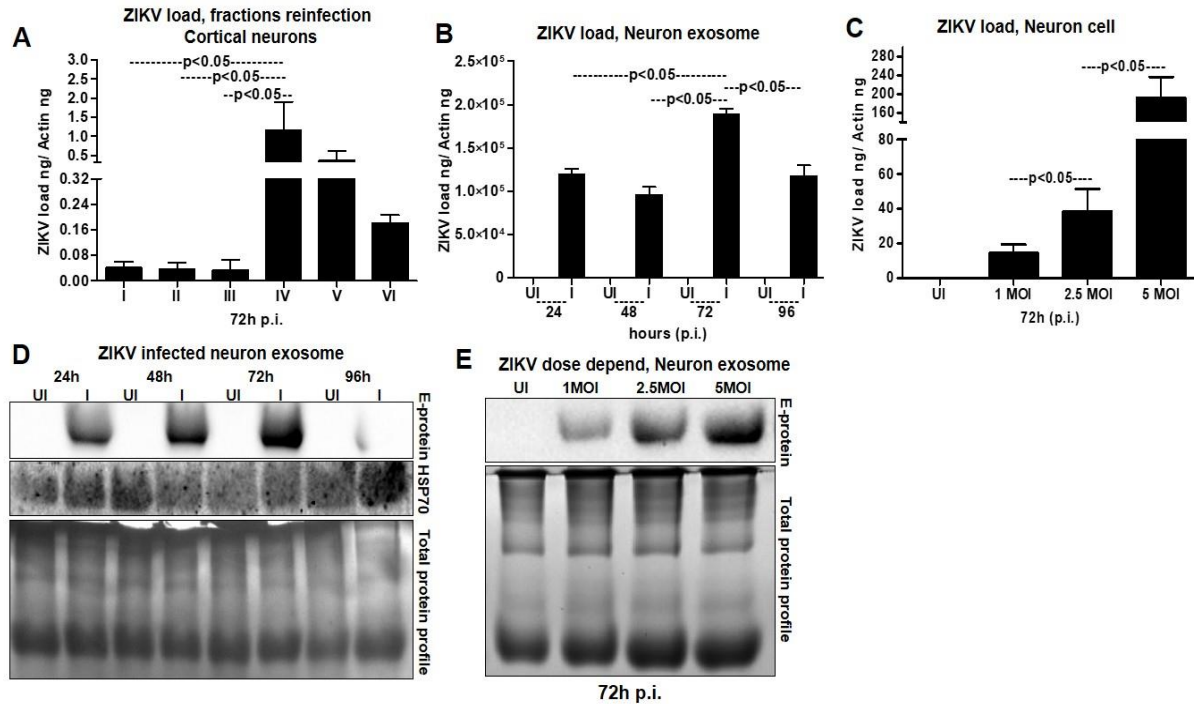 A
ZIKV load, fractions reinfection
Cortical neurons
ZIKV load ng/ Actin ng
3.0
2.5
2.0
1.5
1.0
0.5
0.32
0.24
0.16
0.08
0.00
p<0.05
p<0.05
p<0.05
I II III IV V VI
72h p.i.
B
ZIKV load, Neuron exosome
ZIKV load ng/ Actin ng
2.5×10⁵
2.0×10⁵
1.5×10⁵
1.0×10⁵
5.0×10⁴
0
p<0.05
p<0.05
p<0.05
UI I UI I UI I UI I
24 48 72 96
hours (p.i.)
C
ZIKV load, Neuron cell
ZIKV load ng/ Actin ng
280
240
200
160
80
60
40
20
0
p<0.05
p<0.05
UI 1 MOI 2.5 MOI 5 MOI
72h (p.i.)
D
ZIKV infected neuron exosome
24h 48h 72h 96h
UI I UI I UI I UI I
E-protein
HSP70
Total protein profile
E
ZIKV dose depend, Neuron exosome
UI 1MOI 2.5MOI 5MOI
E-protein
Total protein profile
72h p.i.